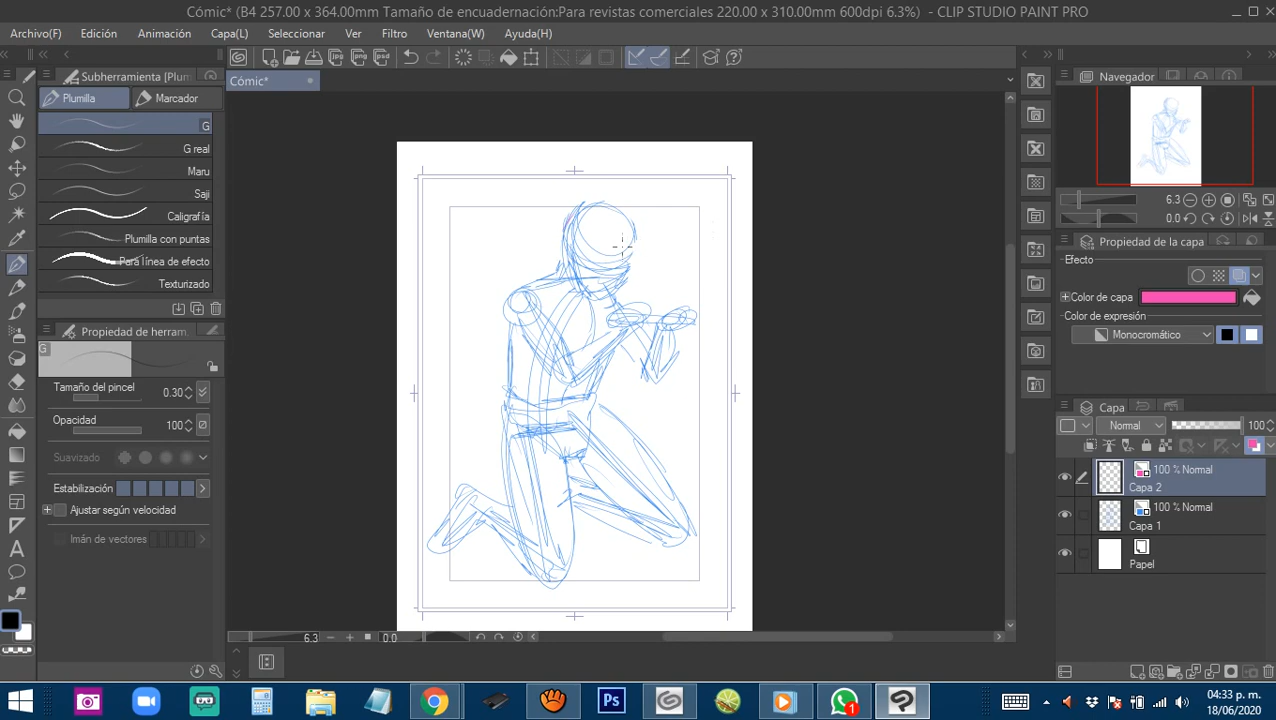 Cómic* (B4 257.00 x 364.00mm Tamaño de encuadernación:Para revistas comerciales 220.00 x 310.00mm 600dpi 6.3%) - CLIP STUDIO PAINT PRO
Archivo(F) Edición Animación Capa(L) Seleccionar Ver Filtro Ventana(W) Ayuda(H)
Subherramienta (Plum
Cómic*
Navegador
Plumilla Marcador
G
G real
Maru
Saji
Caligrafía
Plumilla con puntas
Para línea de efecto
Texturizado
6.3
0.0
Propiedad de la capa
Efecto
Color de capa
Color de expresión
Monocromático
Propiedad de herram
G
Tamaño del pincel 0.30
Opacidad 100
Suavizado
Estabilización
Ajustar según velocidad
Imán de vectores
Capa
Normal 100
100 % Normal
Capa 2
100 % Normal
Capa 1
Papel
6.3 0.0
Ps
1
04:33 p. m.
18/06/2020